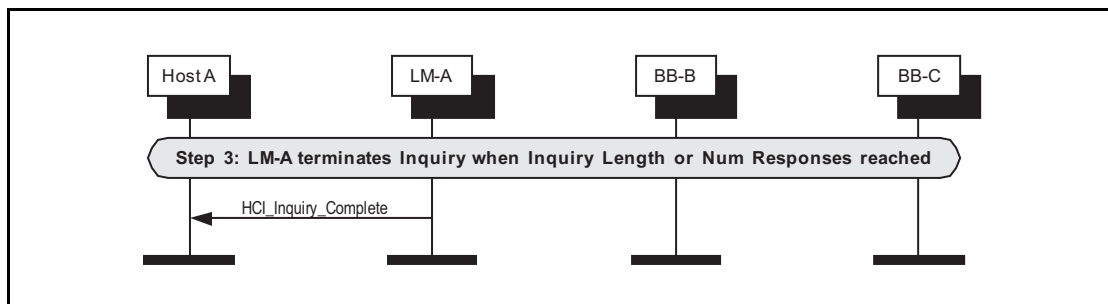 Host A
LM-A
BB-B
BB-C
Step 3: LM-A terminates Inquiry when Inquiry Length or Num Responses reached
HCI_Inquiry_Complete